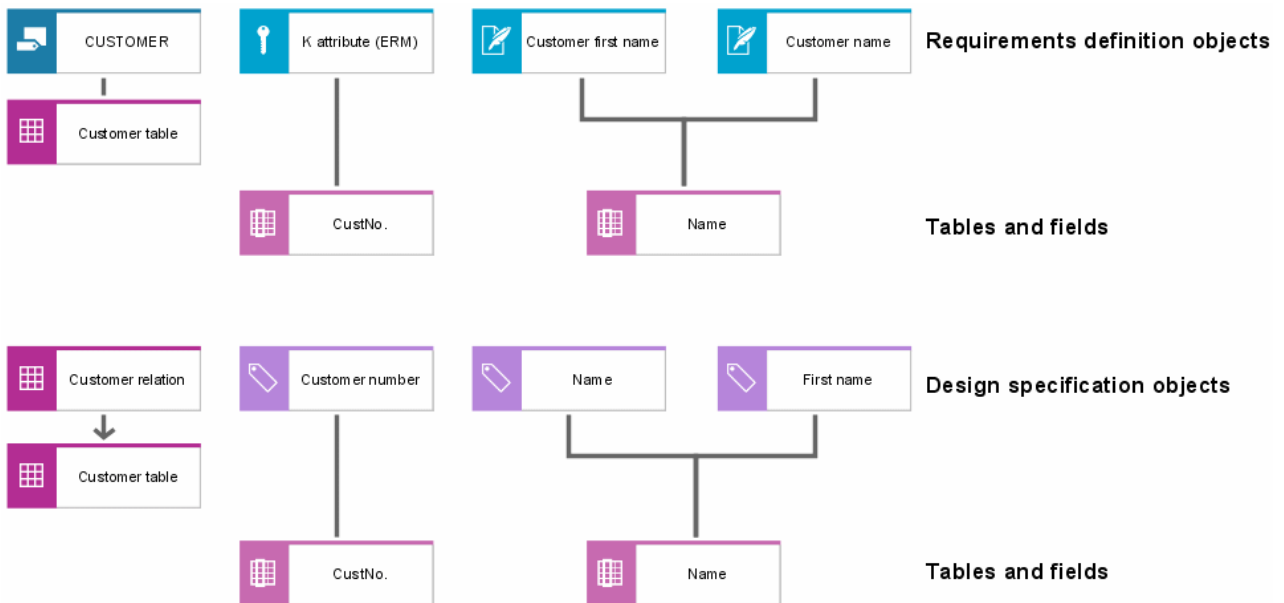 CUSTOMER
K attribute (ERM)
Customer first name
Customer name
Requirements definition objects
Customer table
CustNo.
Name
Tables and fields
Customer relation
Customer number
Name
First name
Design specification objects
Customer table
CustNo.
Name
Tables and fields